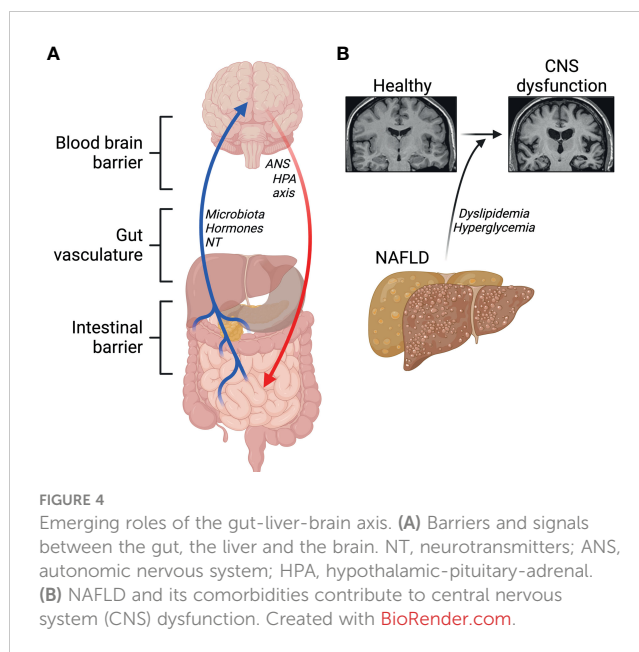 A
Blood brain
barrier
Gut
vasculature
Intestinal
barrier
ANS
HPA
axis
Microbiota
Hormones
NT
B
Healthy
CNS
dysfunction
Dyslipidemia
Hyperglycemia
NAFLD
FIGURE 4
Emerging roles of the gut-liver-brain axis. (A) Barriers and signals
between the gut, the liver and the brain. NT, neurotransmitters; ANS,
autonomic nervous system; HPA, hypothalamic-pituitary-adrenal.
(B) NAFLD and its comorbidities contribute to central nervous
system (CNS) dysfunction. Created with BioRender.com.